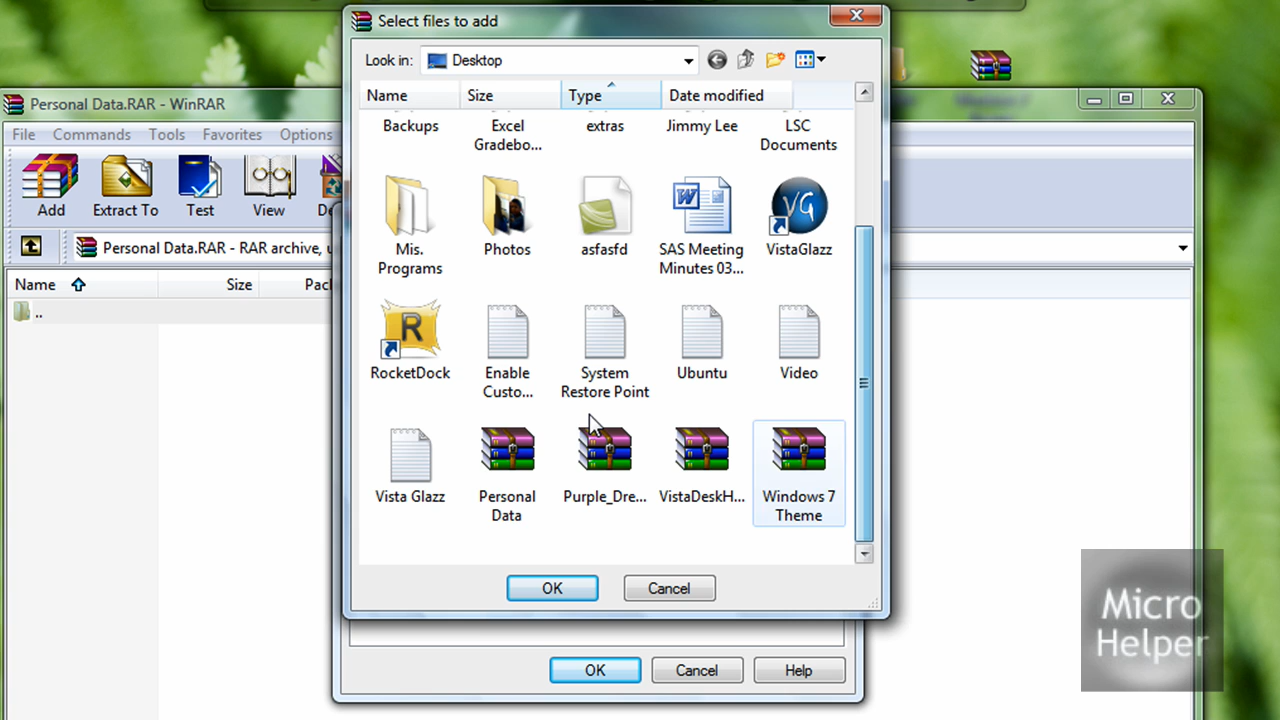 Select files to add
Look in: Desktop
Name Size Type Date modified
Backups Excel Gradebo... extras Jimmy Lee LSC Documents
Mis. Programs Photos asfasfd SAS Meeting Minutes 03... VistaGlazz
RocketDock Enable Custo... System Restore Point Ubuntu Video
Vista Glazz Personal Data Purple_Dre... VistaDeskH... Windows 7 Theme
OK Cancel
Personal Data.RAR - WinRAR
File Commands Tools Favorites Options
Add Extract To Test View
Personal Data.RAR - RAR archive,
Name Size
..
OK Cancel Help
Micro
Helper